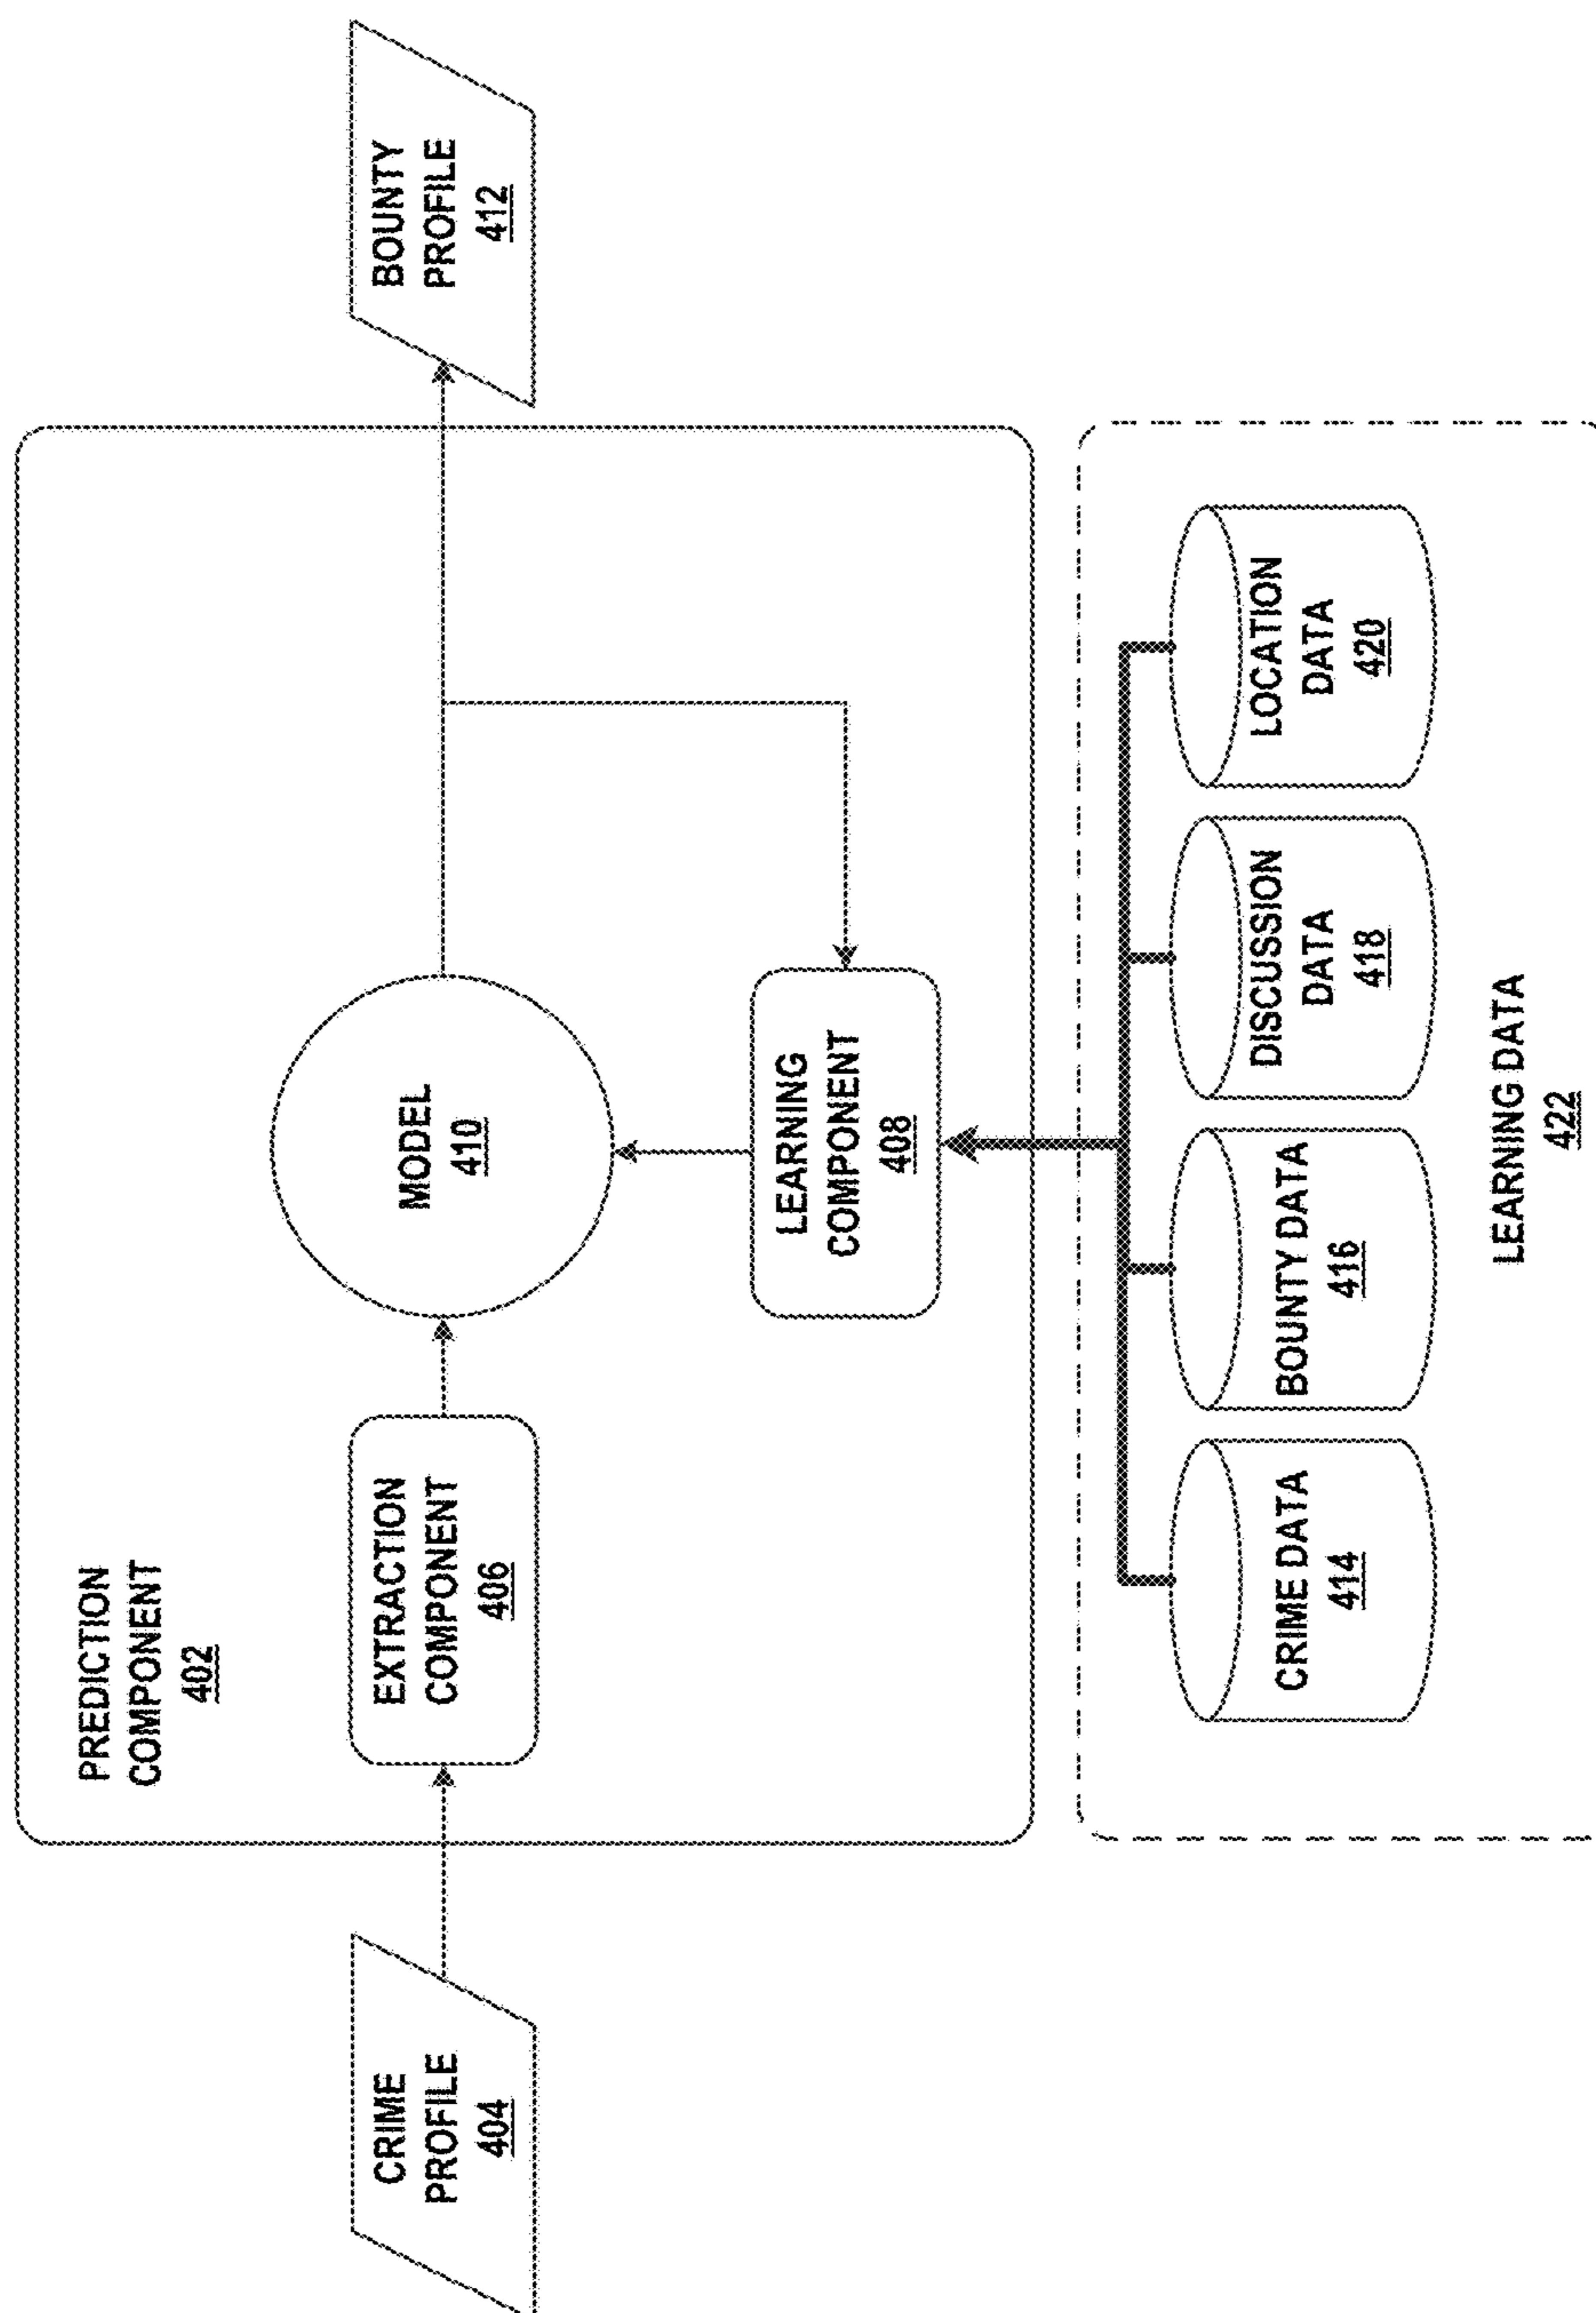 PREDICTION
COMPONENT
402
CRIME
PROFILE
404
EXTRACTION
COMPONENT
406
MODEL
410
BOUNTY
PROFILE
412
LEARNING
COMPONENT
408
CRIME DATA
414
BOUNTY DATA
416
DISCUSSION
DATA
418
LOCATION
DATA
420
LEARNING DATA
422